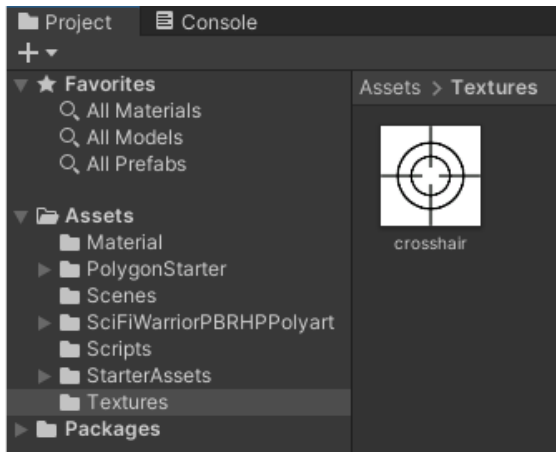 Project
Console
Favorites
All Materials
All Models
All Prefabs
Assets
Material
PolygonStarter
Scenes
SciFiWarriorPBRHPPolyart
Scripts
StarterAssets
Textures
Packages
Assets > Textures
crosshair